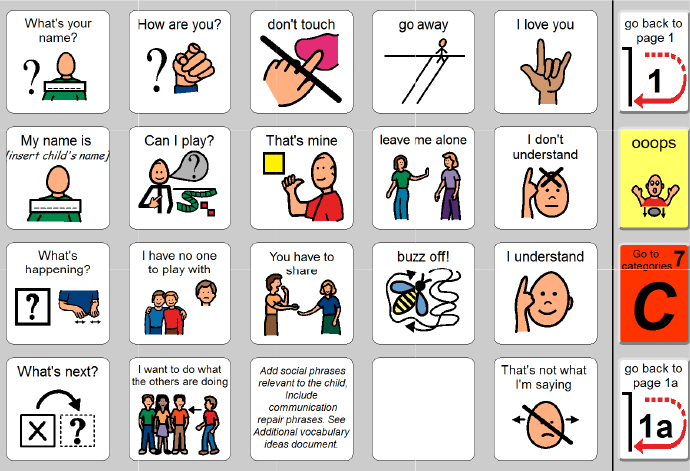 What's your
name?
?
How are you?
?
don't touch
go away
I love you
go back to
page 1
1
My name is
[insert child's name]
Can I play?
?
That's mine
leave me alone
I don't
understand
ooops
What's
happening?
?
I have no one
to play with
You have to
share
buzz off!
I understand
Go to
categories 7
C
What's next?
X ?
I want to do what
the others are doing
Add social phrases
relevant to the child,
Include
communication
repair phrases. See
Additional vocabulary
ideas document.
That's not what
I'm saying
go back to
page 1a
1a